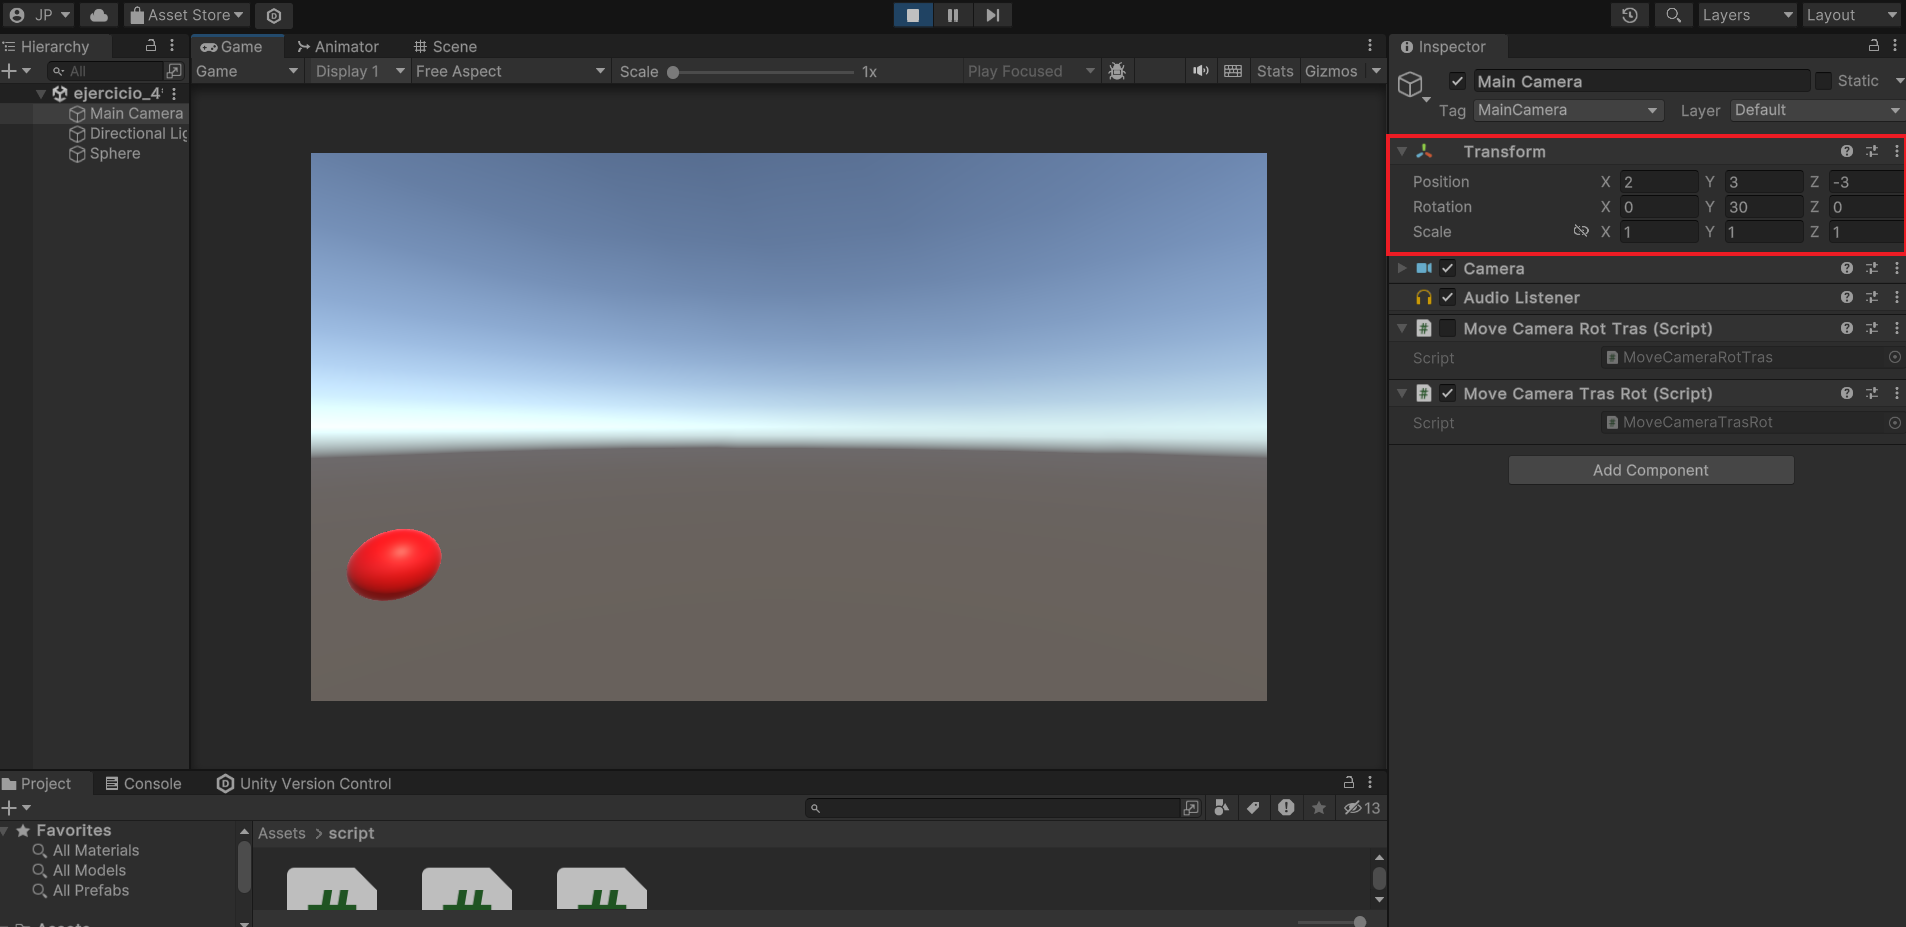 JP Asset Store Layers Layout
Hierarchy
All
ejercicio_4
Main Camera
Directional Lig
Sphere
Game Animator Scene
Game Display 1 Free Aspect Scale 1x Play Focused Stats Gizmos
Inspector
Main Camera Static
Tag MainCamera Layer Default
Transform
Position X 2 Y 3 Z -3
Rotation X 0 Y 30 Z 0
Scale X 1 Y 1 Z 1
Camera
Audio Listener
# Move Camera Rot Tras (Script)
Script # MoveCameraRotTras
# Move Camera Tras Rot (Script)
Script # MoveCameraTrasRot
Add Component
Project Console Unity Version Control
13
Favorites
All Materials
All Models
All Prefabs
Assets > script
# # #